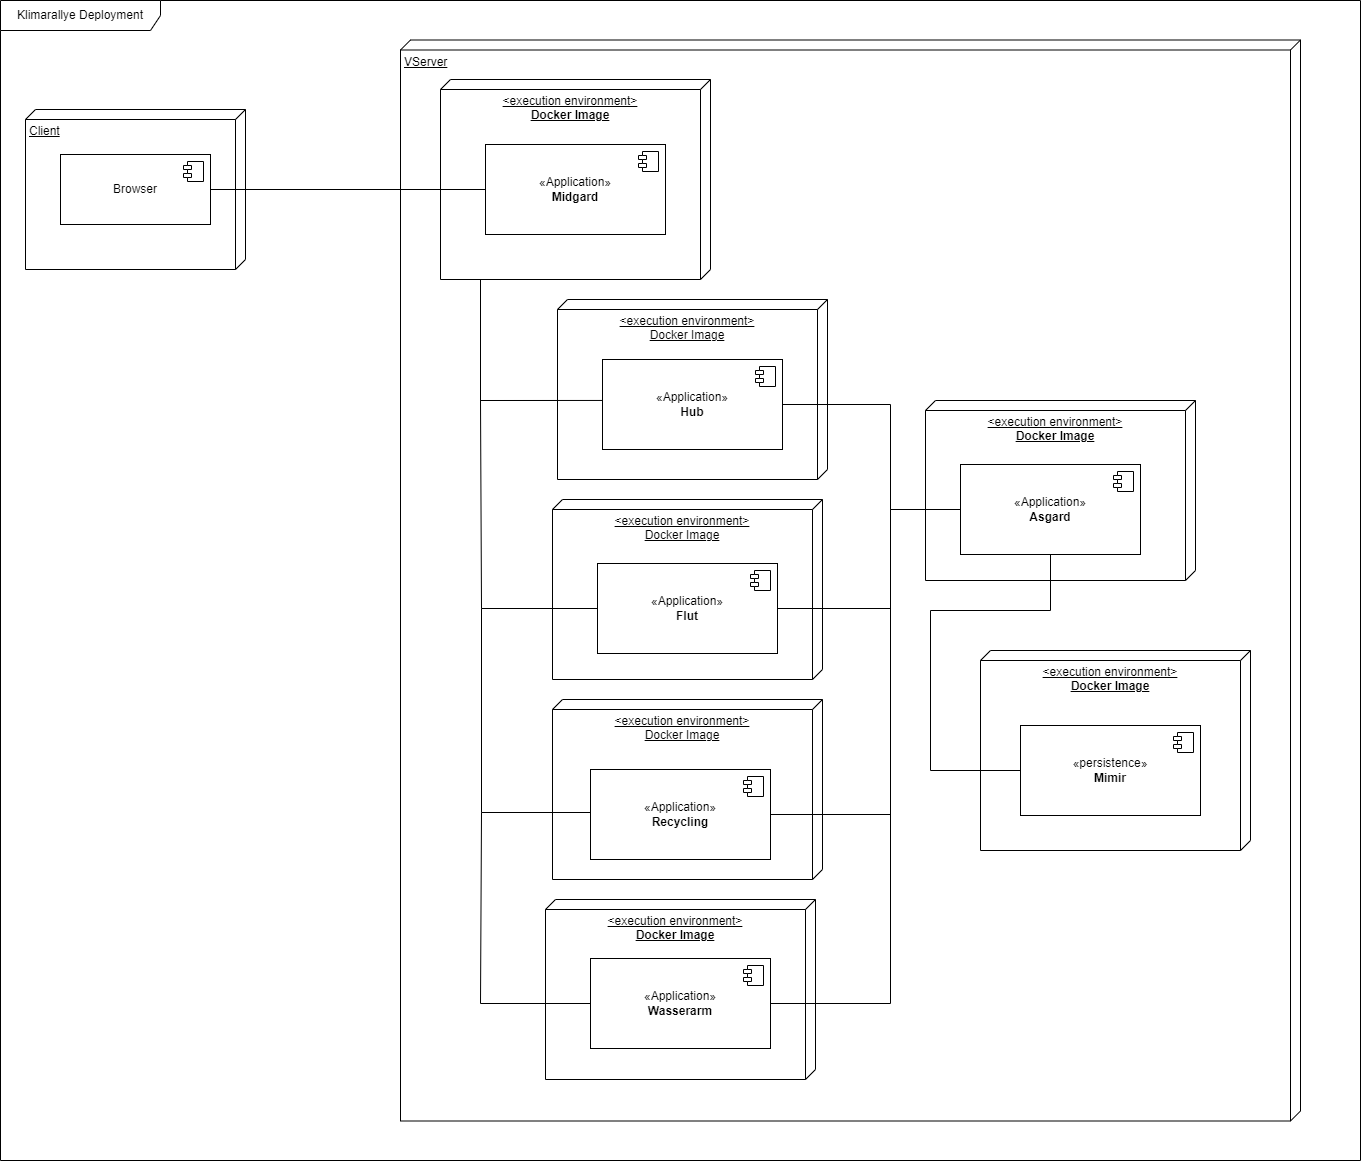 Klimarallye Deployment
VServer
Client
Browser
<execution environment>
Docker Image
«Application»
Midgard
<execution environment>
Docker Image
«Application»
Hub
<execution environment>
Docker Image
«Application»
Asgard
<execution environment>
Docker Image
«Application»
Flut
<execution environment>
Docker Image
«persistence»
Mimir
<execution environment>
Docker Image
«Application»
Recycling
<execution environment>
Docker Image
«Application»
Wasserarm